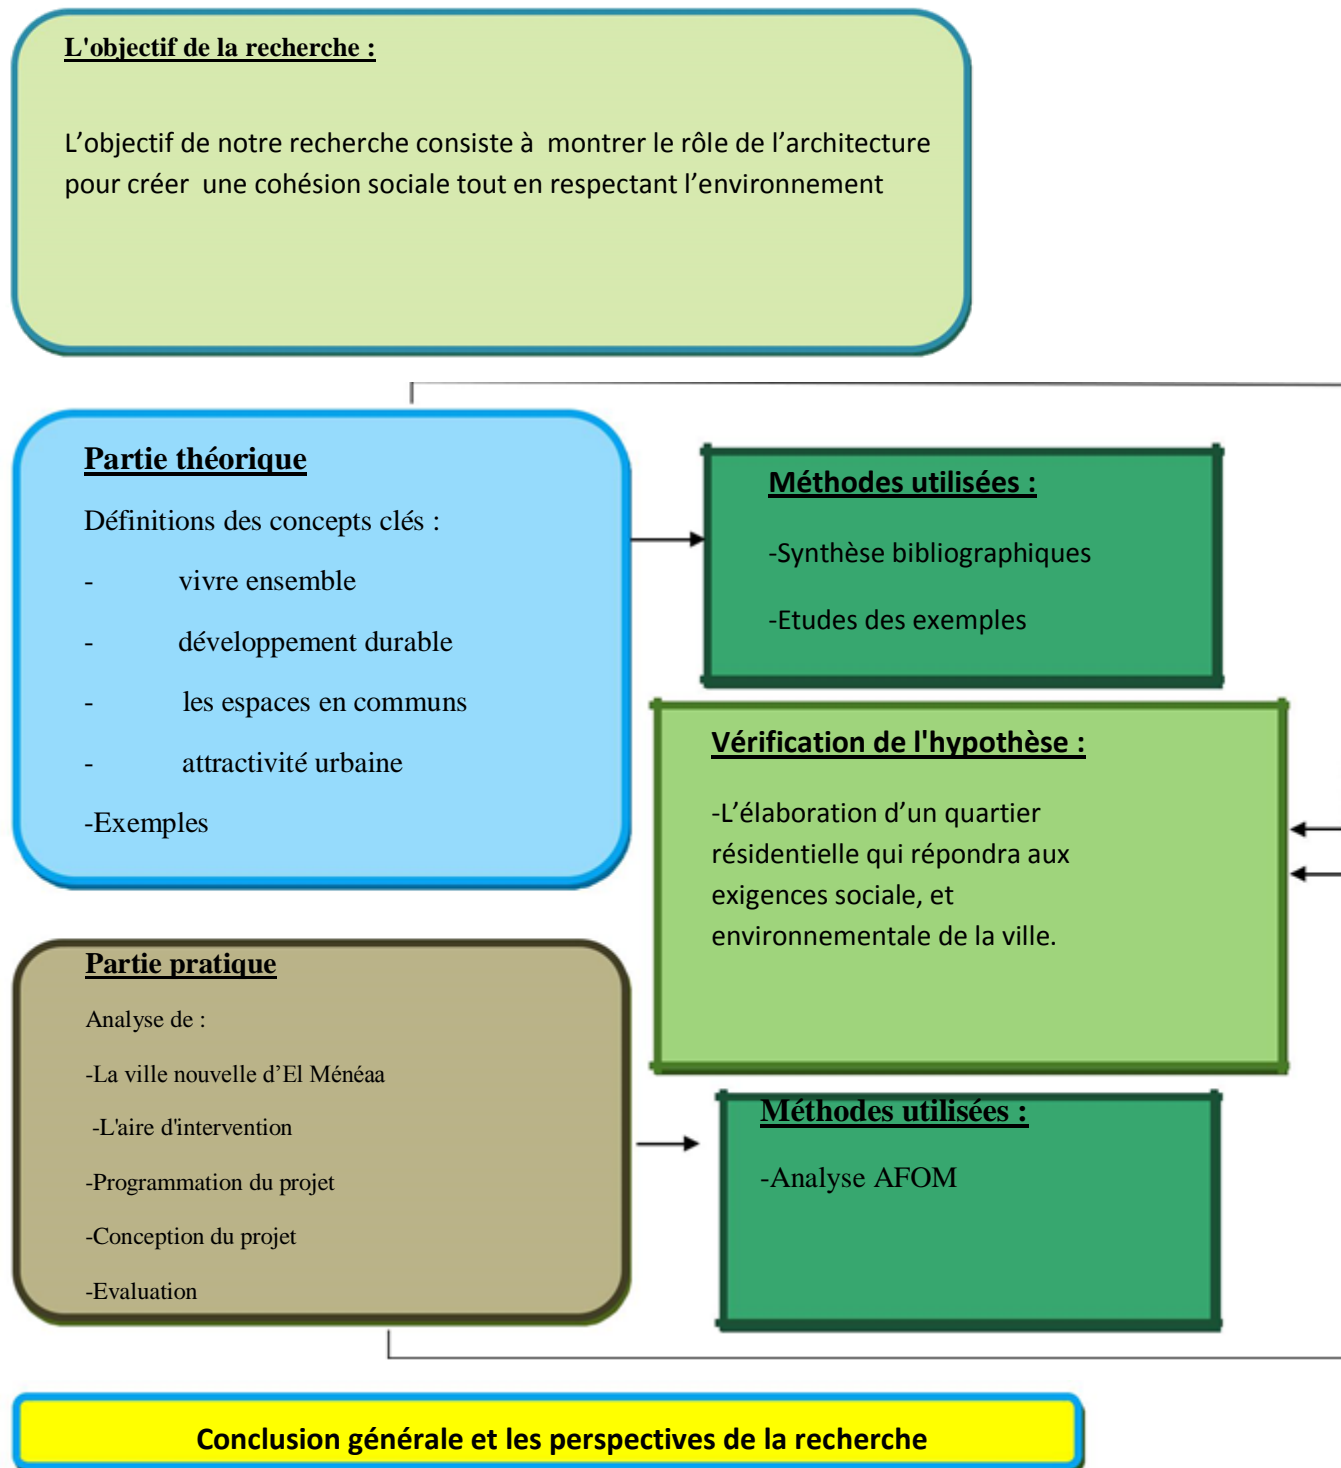 L'objectif de la recherche :
L’objectif de notre recherche consiste à montrer le rôle de l’architecture
pour créer une cohésion sociale tout en respectant l’environnement
Partie théorique
Définitions des concepts clés :
- vivre ensemble
- développement durable
- les espaces en communs
- attractivité urbaine
-Exemples
Méthodes utilisées :
-Synthèse bibliographiques
-Etudes des exemples
Vérification de l'hypothèse :
-L’élaboration d’un quartier
résidentielle qui répondra aux
exigences sociale, et
environnementale de la ville.
Partie pratique
Analyse de :
-La ville nouvelle d’El Ménéaa
-L'aire d'intervention
-Programmation du projet
-Conception du projet
-Evaluation
Méthodes utilisées :
-Analyse AFOM
Conclusion générale et les perspectives de la recherche